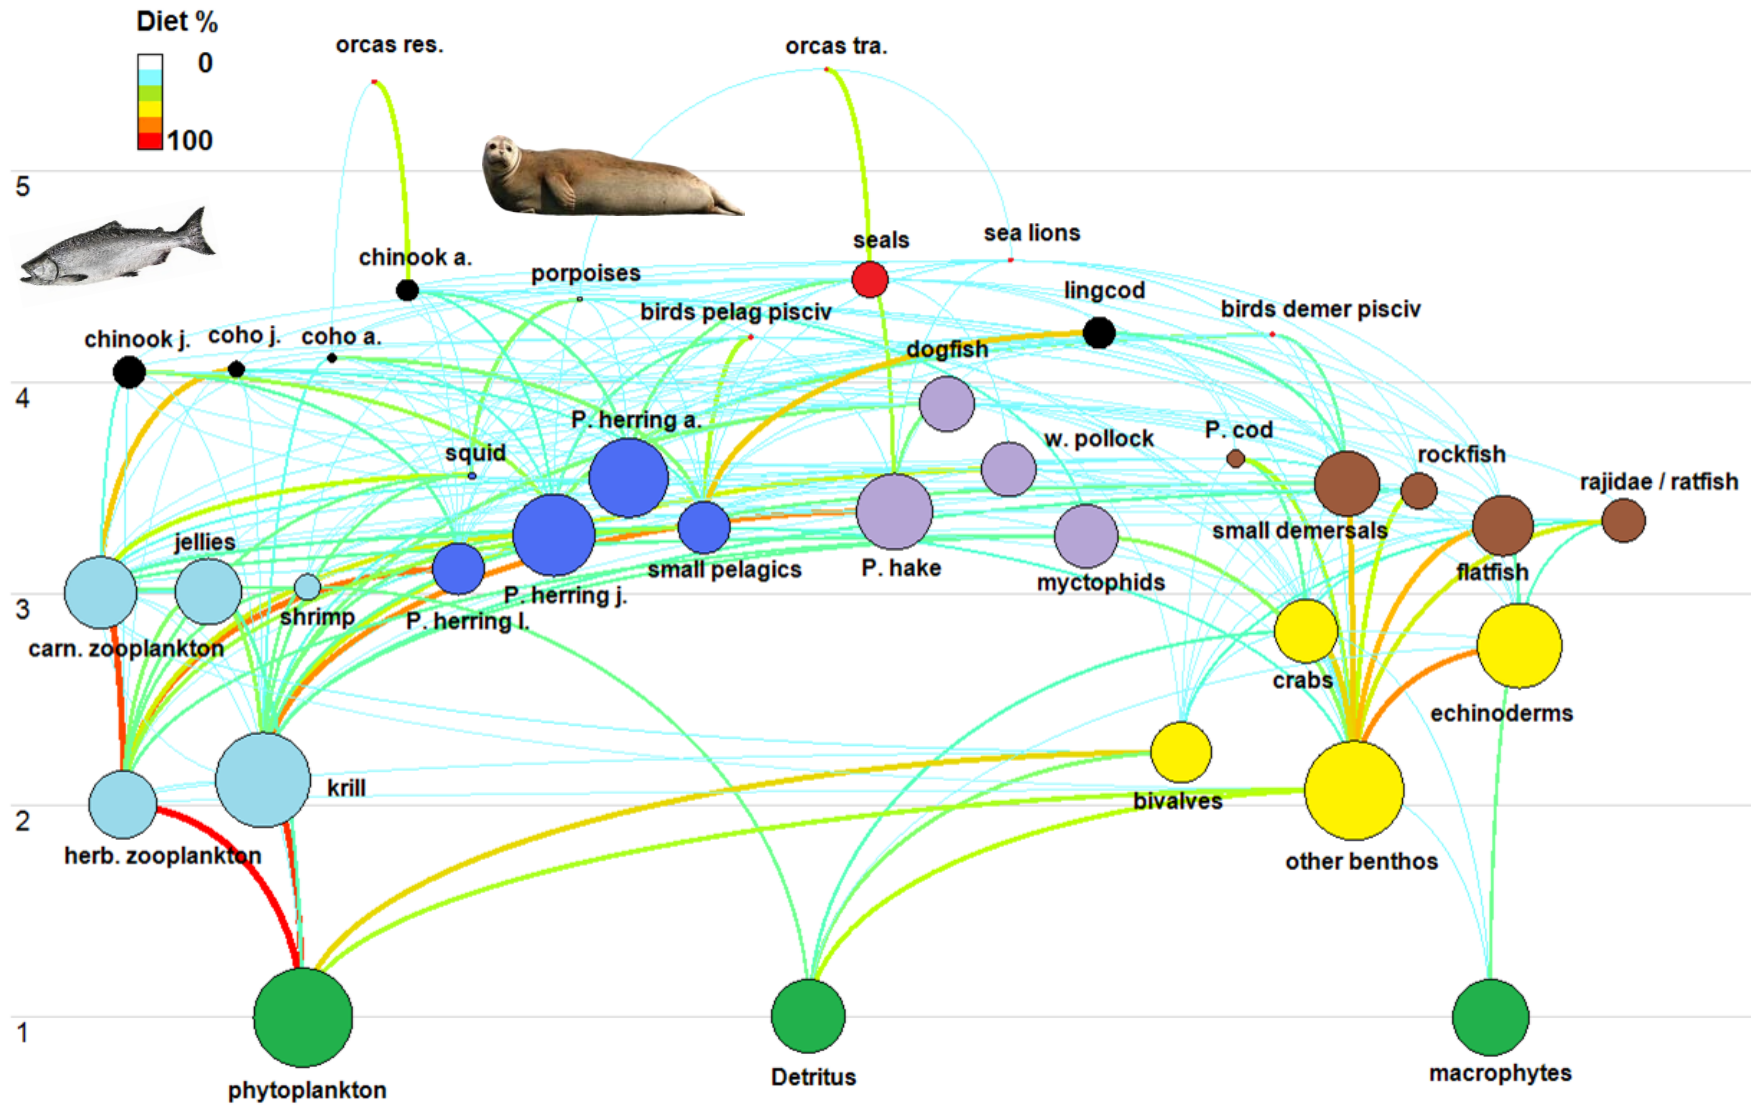 Diet %
0
100
orcas res.
orcas tra.
5
chinook a.
porpoises
seals
sea lions
lingcod
birds pelag pisciv
birds demer pisciv
chinook j.
coho j.
coho a.
dogfish
4
P. herring a.
squid
w. pollock
P. cod
rockfish
rajidae / ratfish
small demersals
jellies
small pelagics
P. hake
myctophids
flatfish
3
shrimp
P. herring j.
P. herring l.
carn. zooplankton
crabs
echinoderms
krill
bivalves
2
herb. zooplankton
other benthos
1
phytoplankton
Detritus
macrophytes